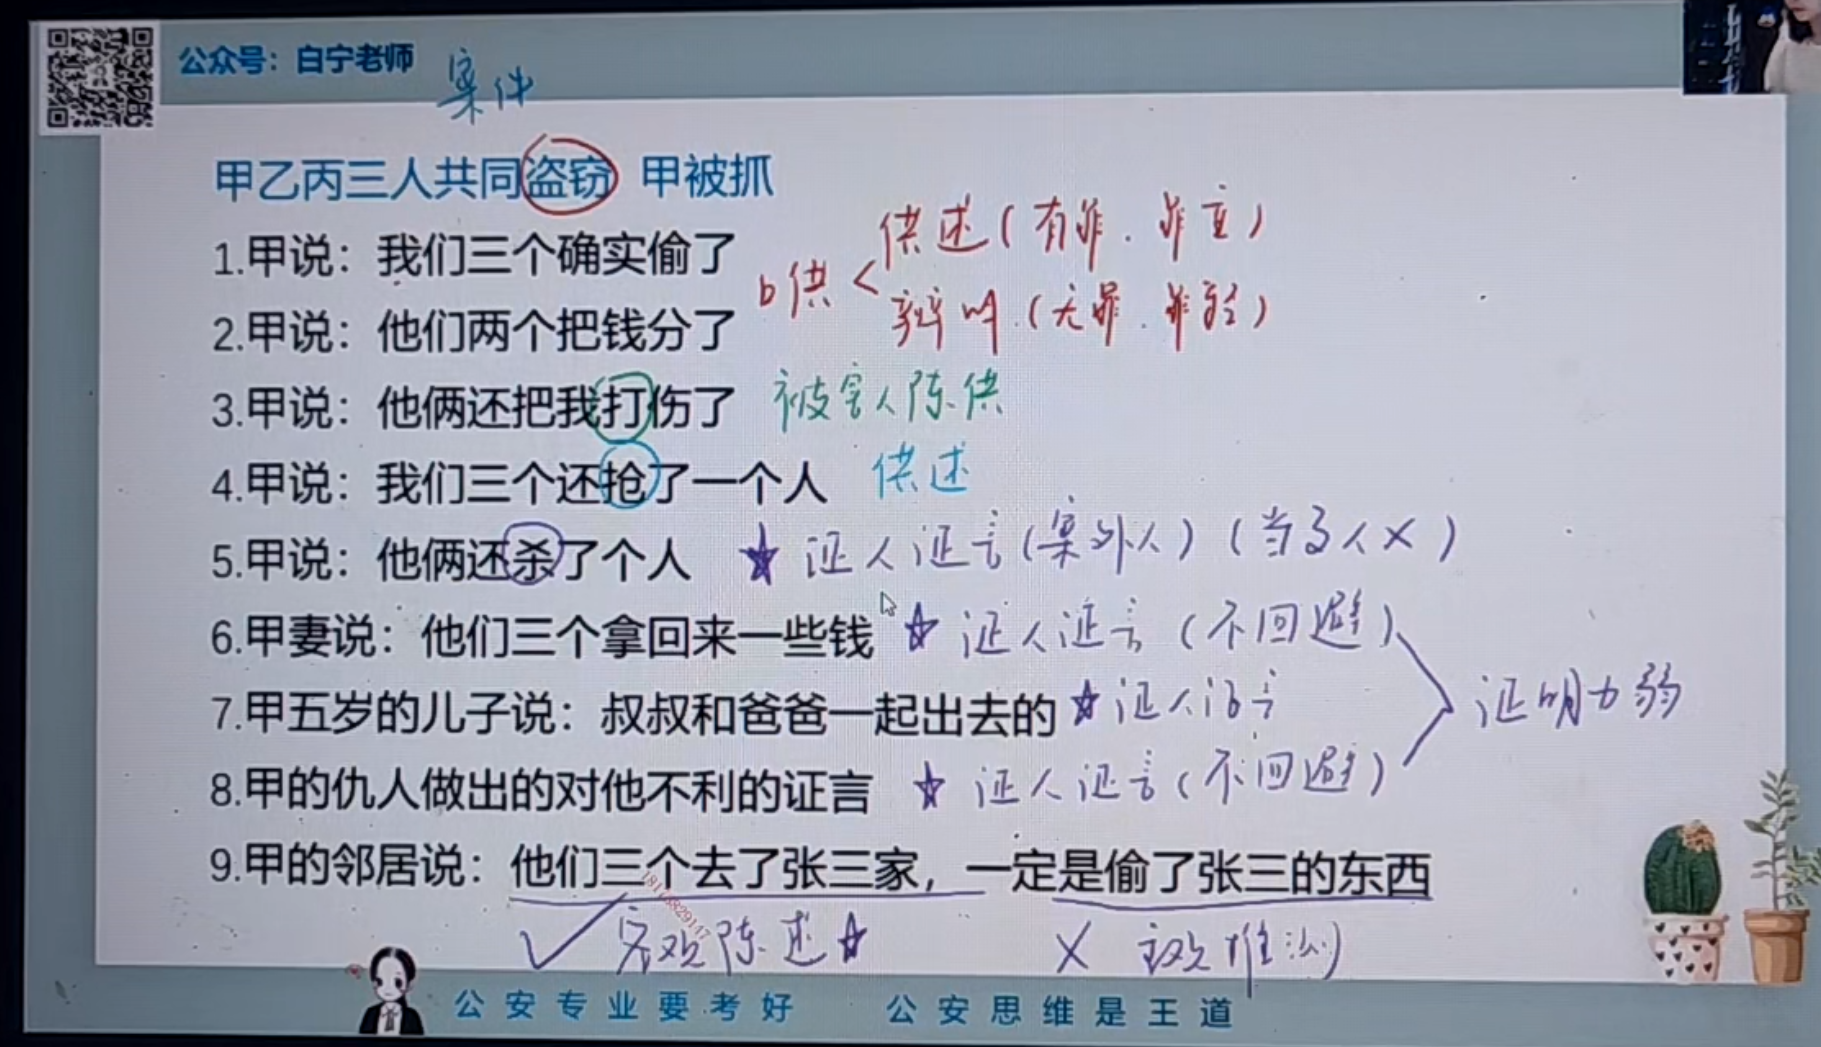 公众号：白宁老师
案件
甲乙丙三人共同盗窃 甲被抓
1.甲说：我们三个确实偷了
供述(有罪.罪重)
b供<
辩叫.(无罪.罪轻)
2.甲说：他们两个把钱分了
3.甲说：他俩还把我打伤了 被害人陈供
4.甲说：我们三个还抢了一个人 供述
5.甲说：他俩还杀了个人 ★ 证人证言(案外人)(当事人×)
6.甲妻说：他们三个拿回来一些钱 ☆ 证人证言(不回避)
7.甲五岁的儿子说：叔叔和爸爸一起出去的 ☆ 证人证言
证明力弱
8.甲的仇人做出的对他不利的证言 ☆ 证人证言(不回避)
9.甲的邻居说：他们三个去了张三家，一定是偷了张三的东西
✓客观陈述☆ × 主观推测
公安专业要考好 公安思维是王道